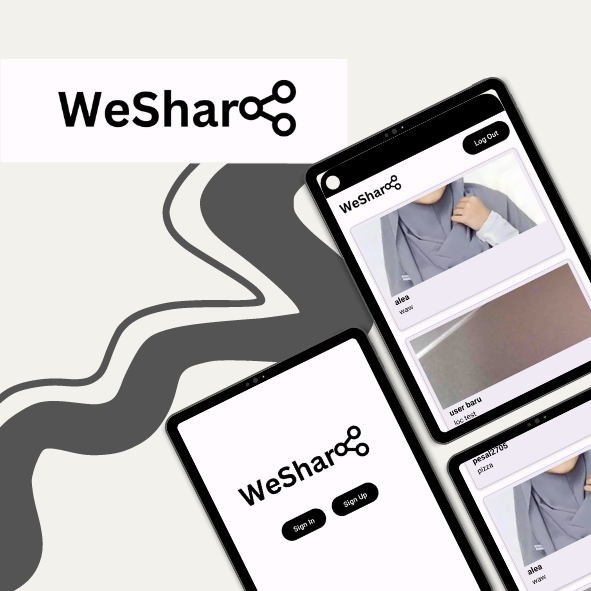 WeShar
Log Out
WeShar
alea
waw
user baru
loc test
WeShar
Sign In
Sign Up
pesal2705
pizza
alea
waw